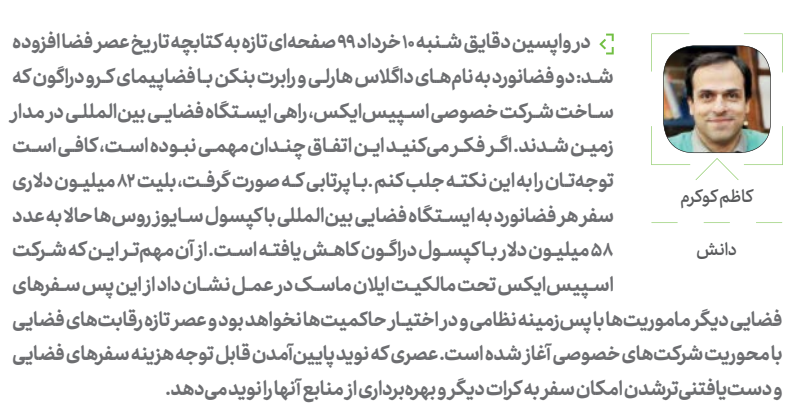 در واپسین دقایق شنبه ۱۰ خرداد ۹۹ صفحه‌ای تازه به کتابچه تاریخ عصر فضا افزوده
شد: دو فضانورد به نام‌های داگلاس هارلی و رابرت بنکن با فضاپیمای کرو دراگون که
ساخت شرکت خصوصی اسپیس‌ایکس، راهی ایستگاه فضایی بین‌المللی در مدار
زمین شدند. اگر فکر می‌کنید این اتفاق چندان مهمی نبوده است، کافی است
توجه‌تان را به این نکته جلب کنم .با پرتابی که صورت گرفت، بلیت ۸۲ میلیون دلاری
سفر هر فضانورد به ایستگاه فضایی بین‌المللی با کپسول سایوز روس‌ها حالا به عدد
۵۸ میلیون دلار با کپسول دراگون کاهش یافته است. از آن مهم‌تر این که شرکت
اسپیس‌ایکس تحت مالکیت ایلان ماسک در عمل نشان داد از این پس سفرهای
فضایی دیگر ماموریت‌ها با پس‌زمینه نظامی و در اختیار حاکمیت‌ها نخواهد بود و عصر تازه رقابت‌های فضایی
با محوریت شرکت‌های خصوصی آغاز شده است. عصری که نوید پایین‌آمدن قابل توجه هزینه سفرهای فضایی
و دست‌یافتنی‌ترشدن امکان سفر به کرات دیگر و بهره‌برداری از منابع آنها را نوید می‌دهد.
کاظم کوکرم
دانش